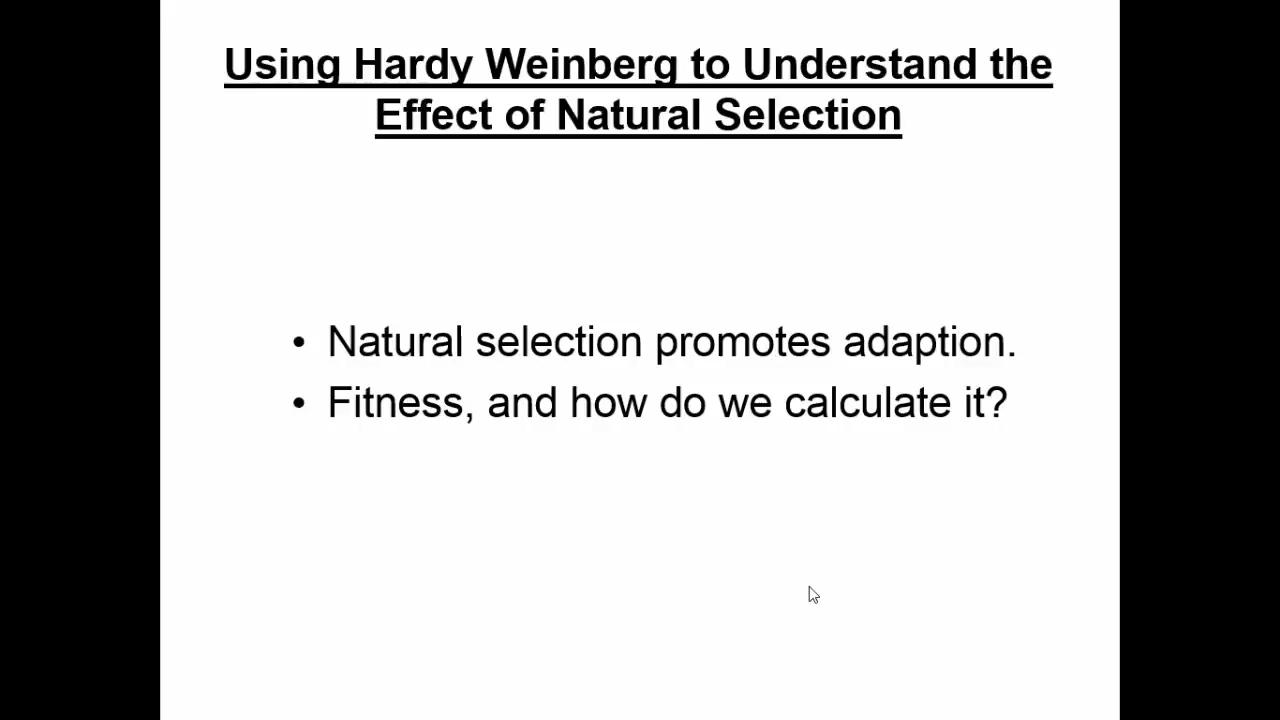 Using Hardy Weinberg to Understand the
Effect of Natural Selection
• Natural selection promotes adaption.
• Fitness, and how do we calculate it?